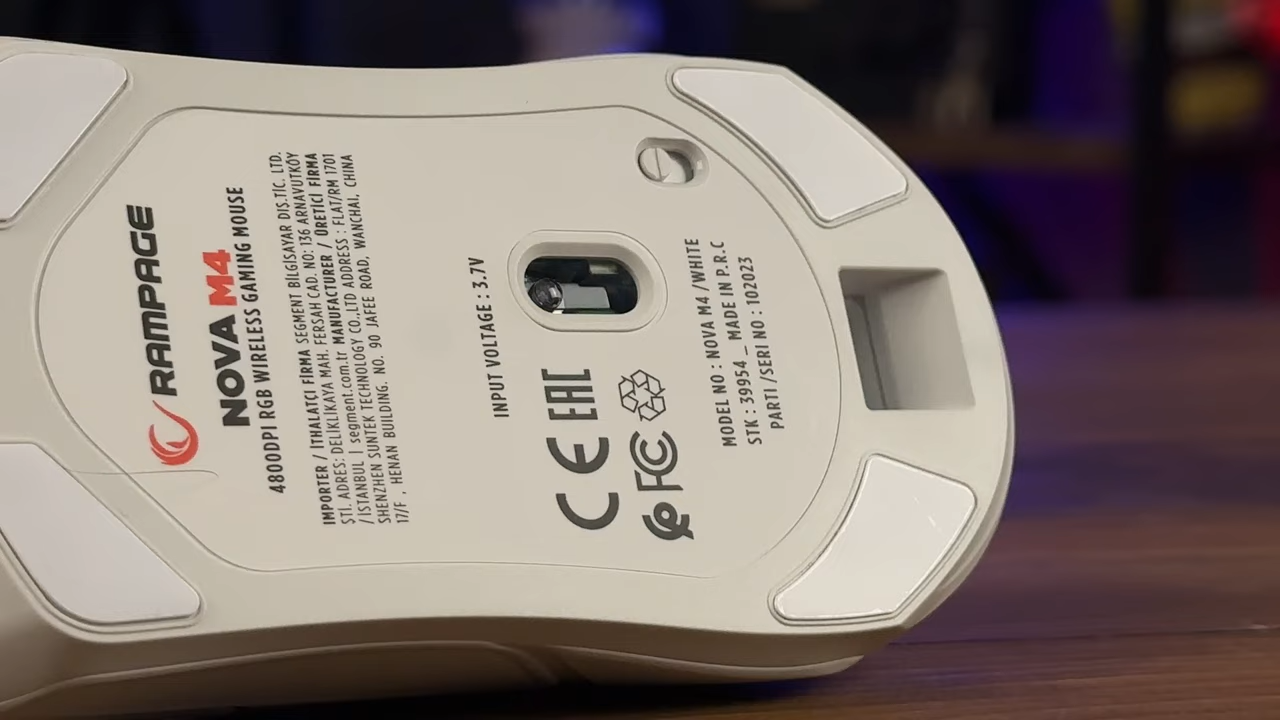 RAMPAGE
NOVA M4
4800DPI RGB WIRELESS GAMING MOUSE
IMPORTER / İTHALATÇI FİRMA SEGMENT BİLGİSAYAR DIŞ.TİC. LTD.
ŞTİ. ADRES: DELİKLİKAYA MAH. FERSAH CAD. NO: 136 ARNAVUTKÖY
/ İSTANBUL | segment.com.tr MANUFACTURER / ÜRETİCİ FİRMA
SHENZHEN SUNTEK TECHNOLOGY CO.,LTD ADDRESS : FLAT/RM 1701
17/F , HENAN BUILDING. NO. 90 JAFEE ROAD, WANCHAI, CHINA
INPUT VOLTAGE : 3.7V
CE EAC
FC
MODEL NO : NOVA M4 /WHITE
STK : 39954 _ MADE IN P.R.C
PARTI /SERI NO : 102023